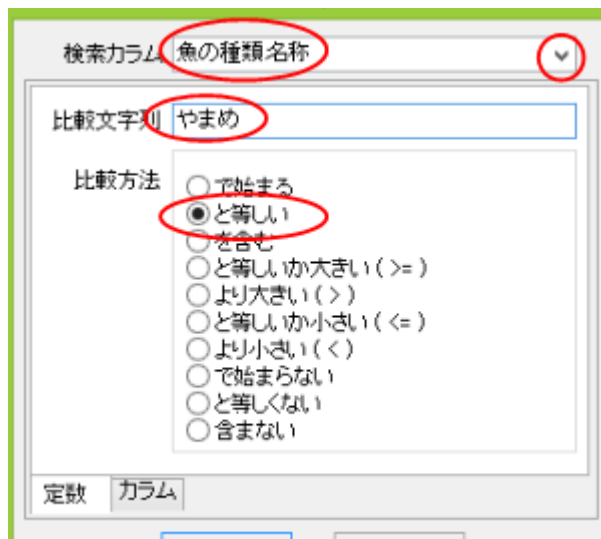 検索カラム 魚の種類名称
比較文字列 やまめ
比較方法
で始まる
と等しい
を含む
と等しいか大きい ( >= )
より大きい ( > )
と等しいか小さい ( <= )
より小さい ( < )
で始まらない
と等しくない
含まない
定数 カラム